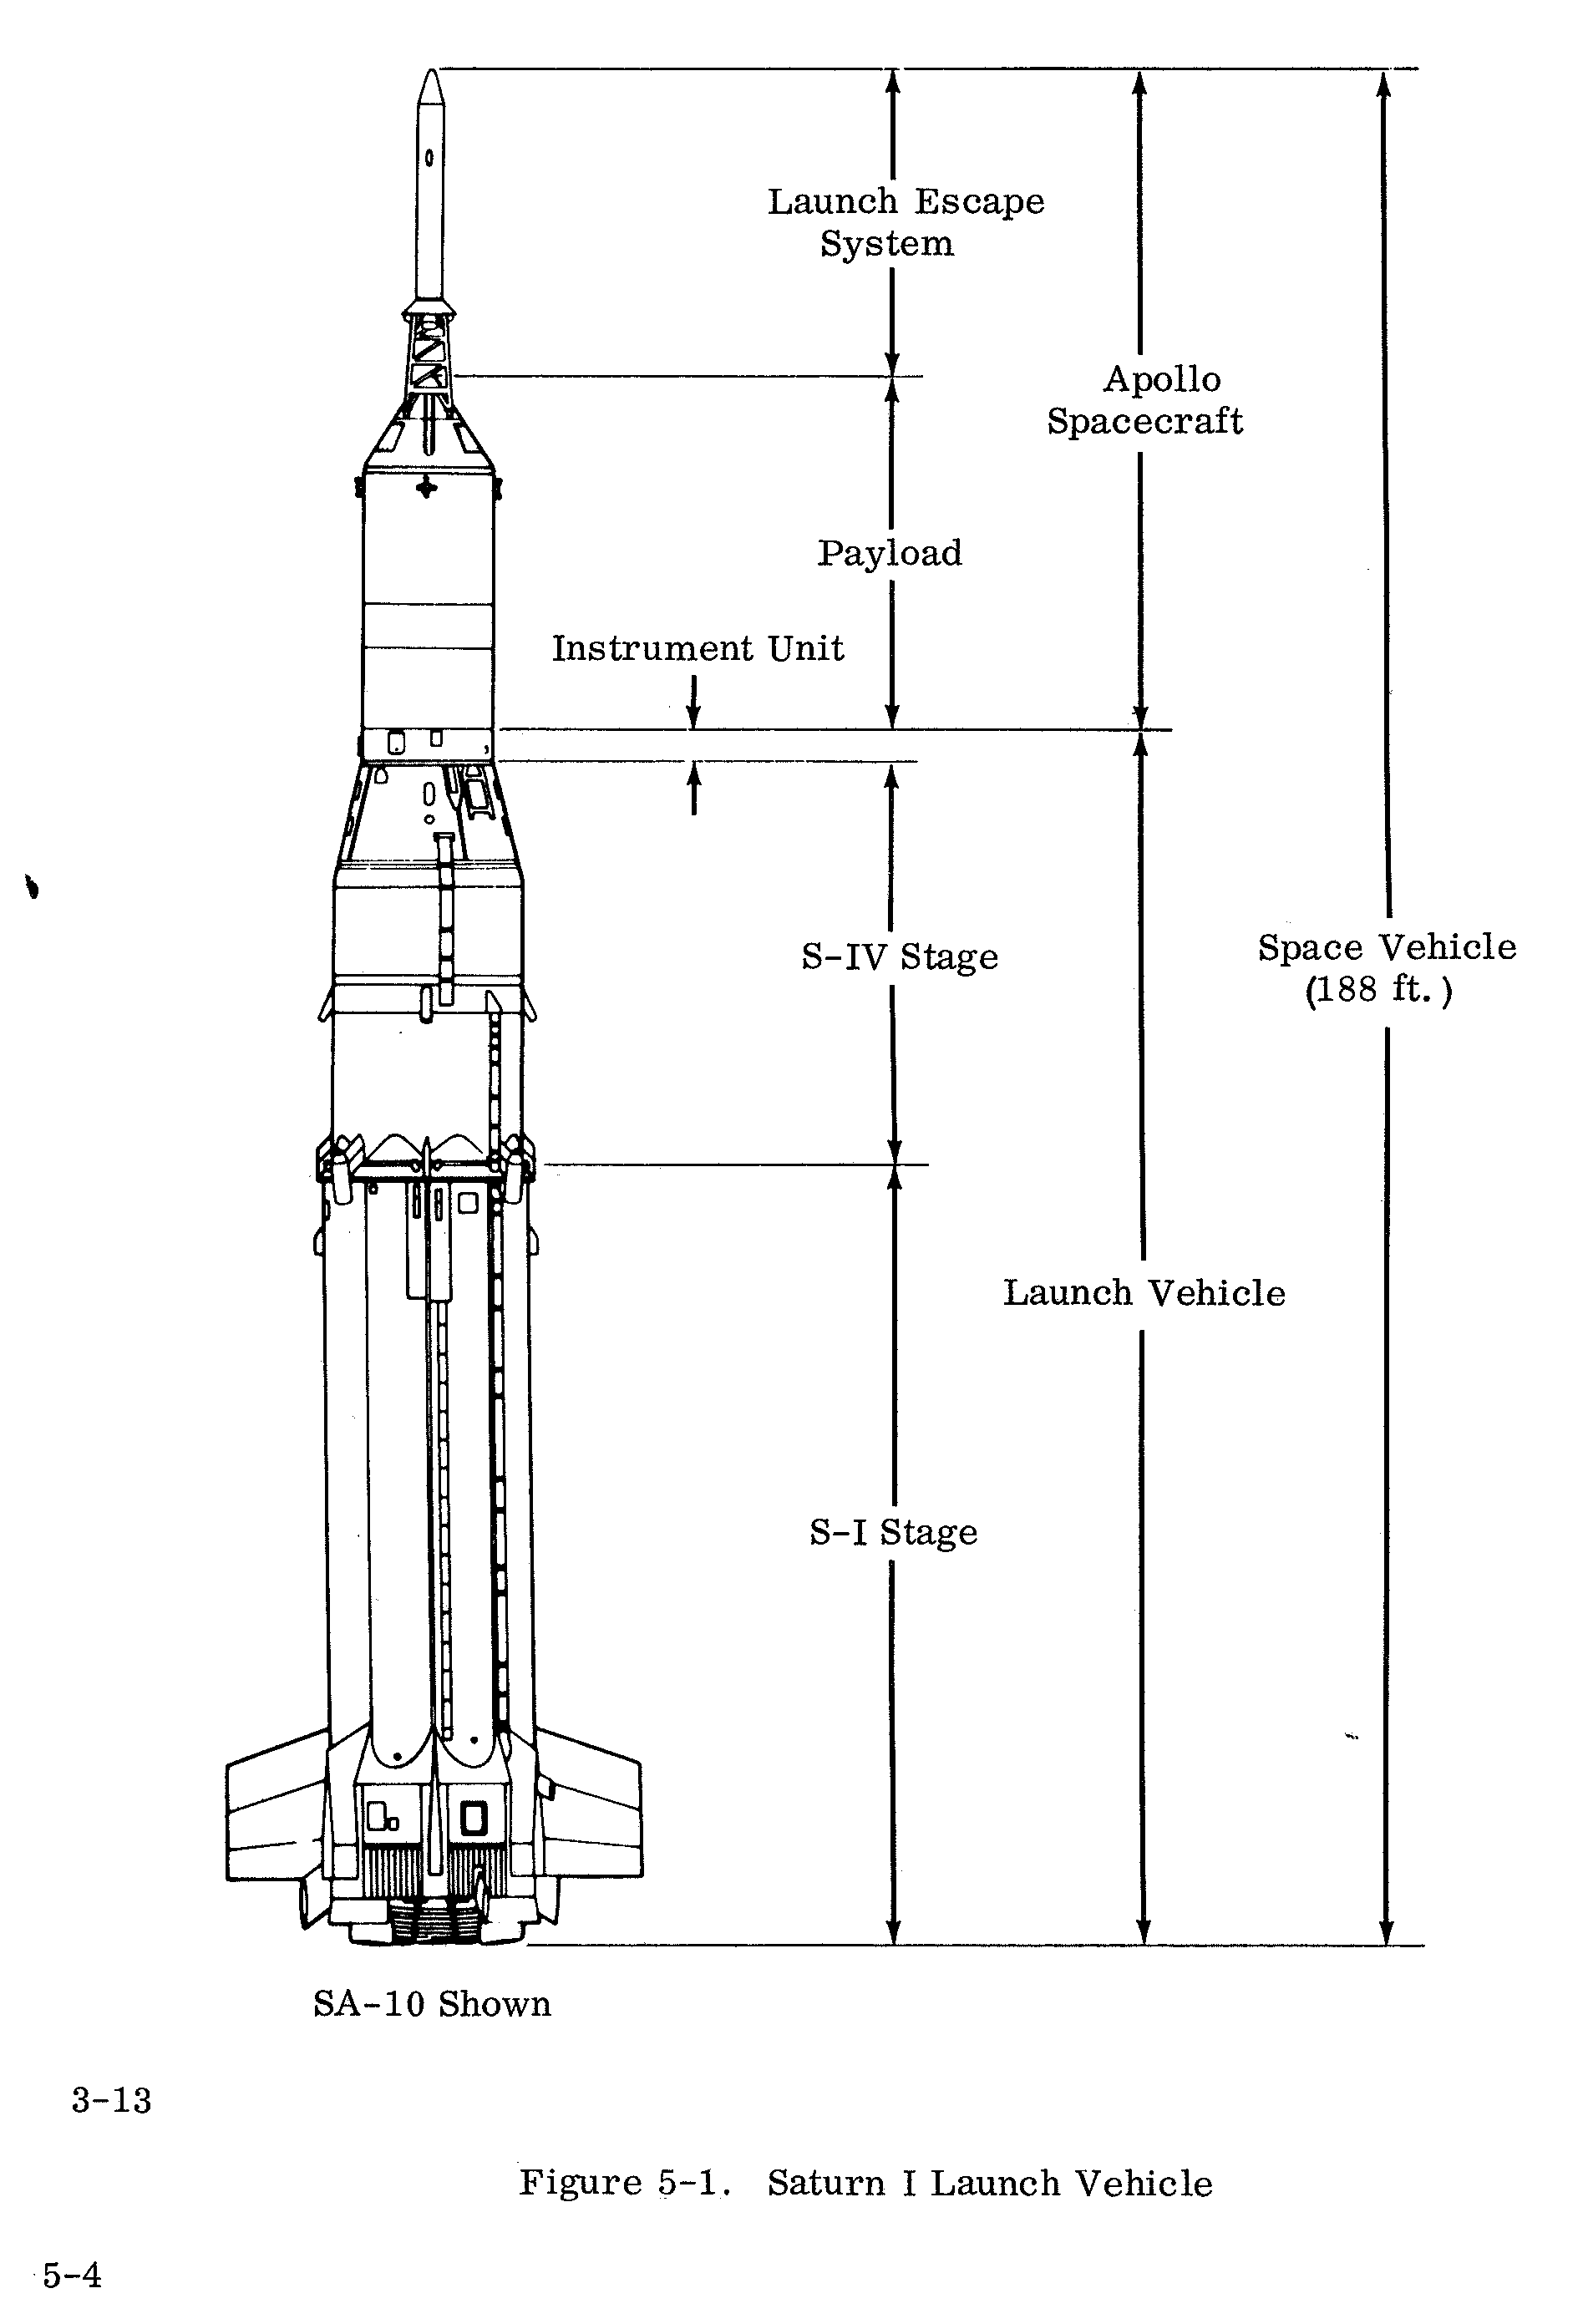 Launch Escape
System
Apollo
Spacecraft
Payload
Instrument Unit
S-IV Stage
Space Vehicle
(188 ft.)
Launch Vehicle
S-I Stage
SA-10 Shown
3-13
Figure 5-1. Saturn I Launch Vehicle
5-4